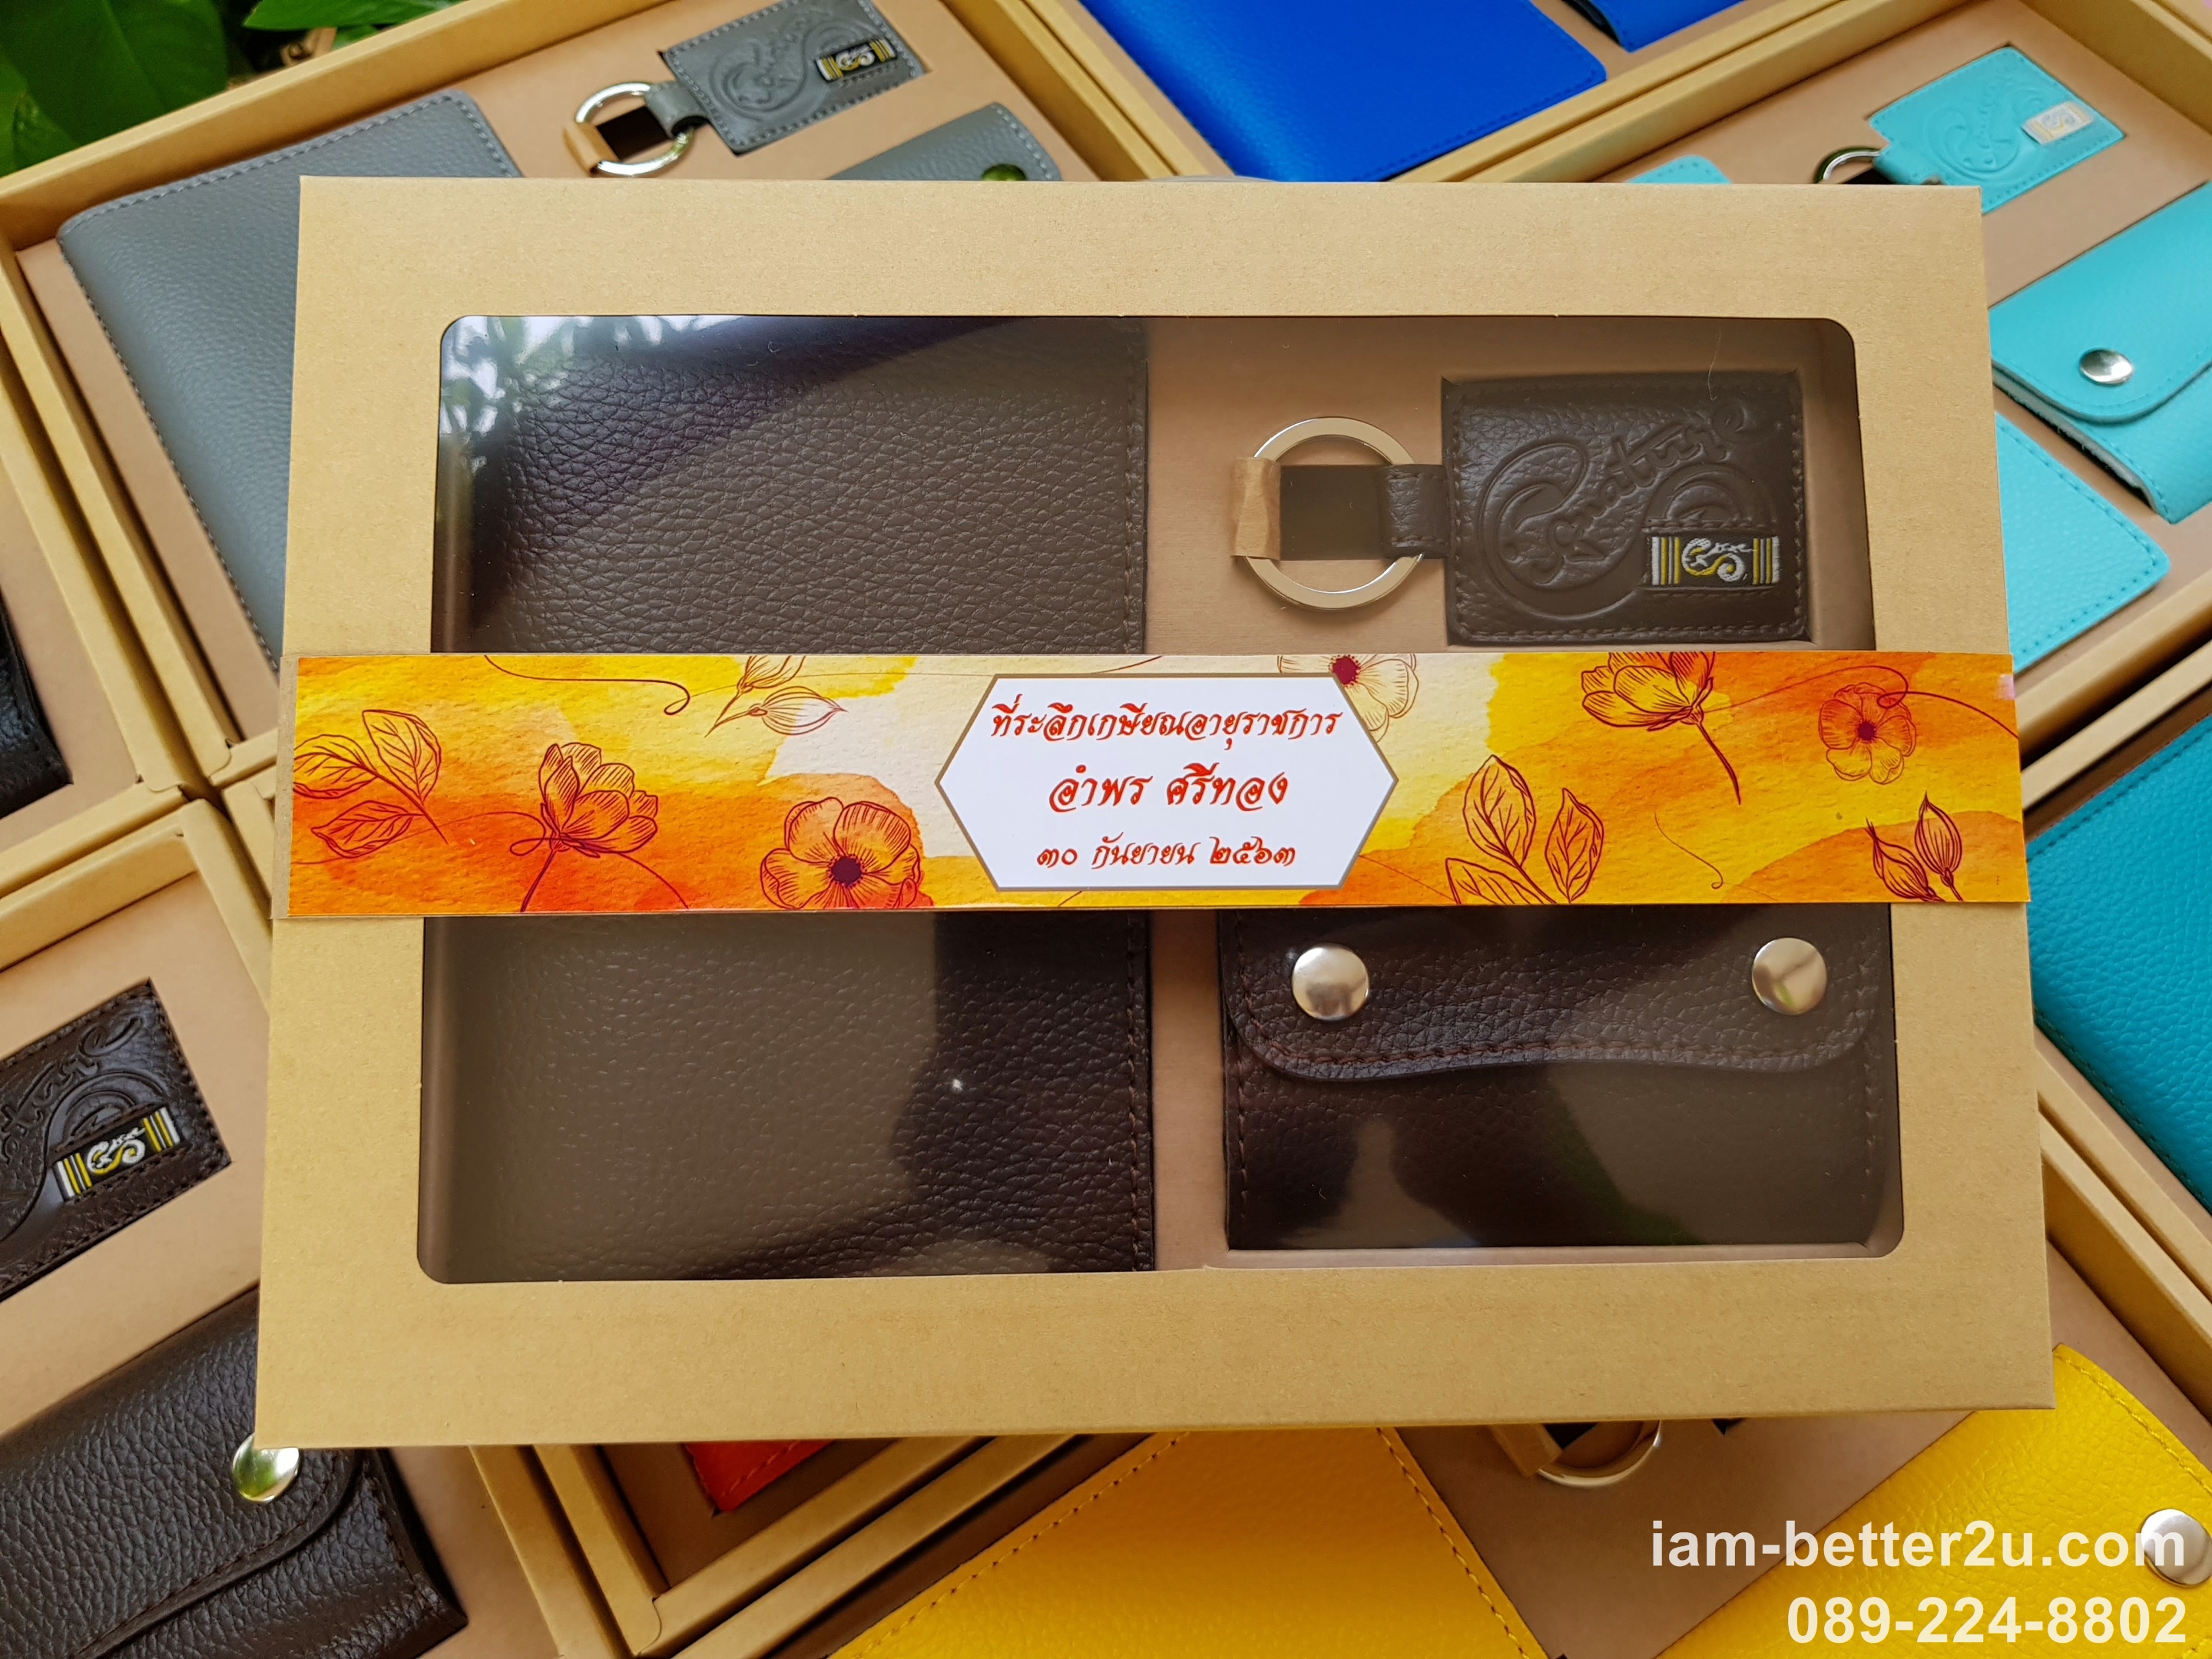 Signature
ที่ระลึกเกษียณอายุราชการ
อำพร ศรีทอง
๓๐ กันยายน ๒๕๖๓
iam-better2u.com
089-224-8802